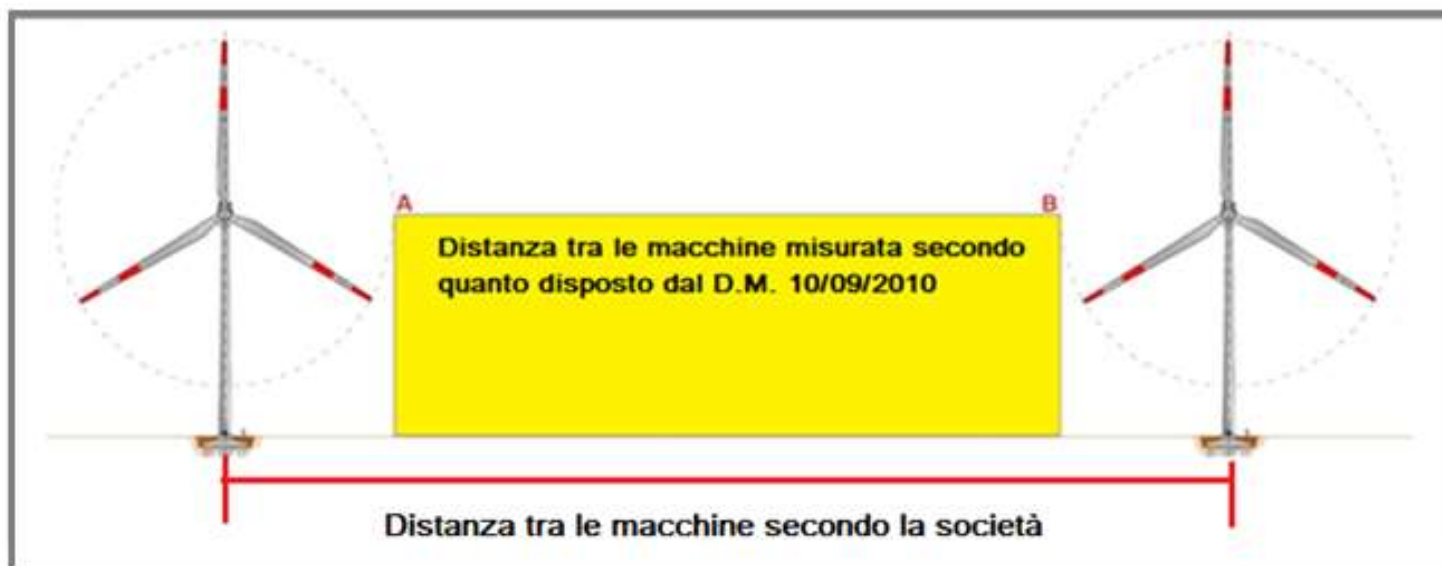 A
B
Distanza tra le macchine misurata secondo
quanto disposto dal D.M. 10/09/2010
Distanza tra le macchine secondo la società